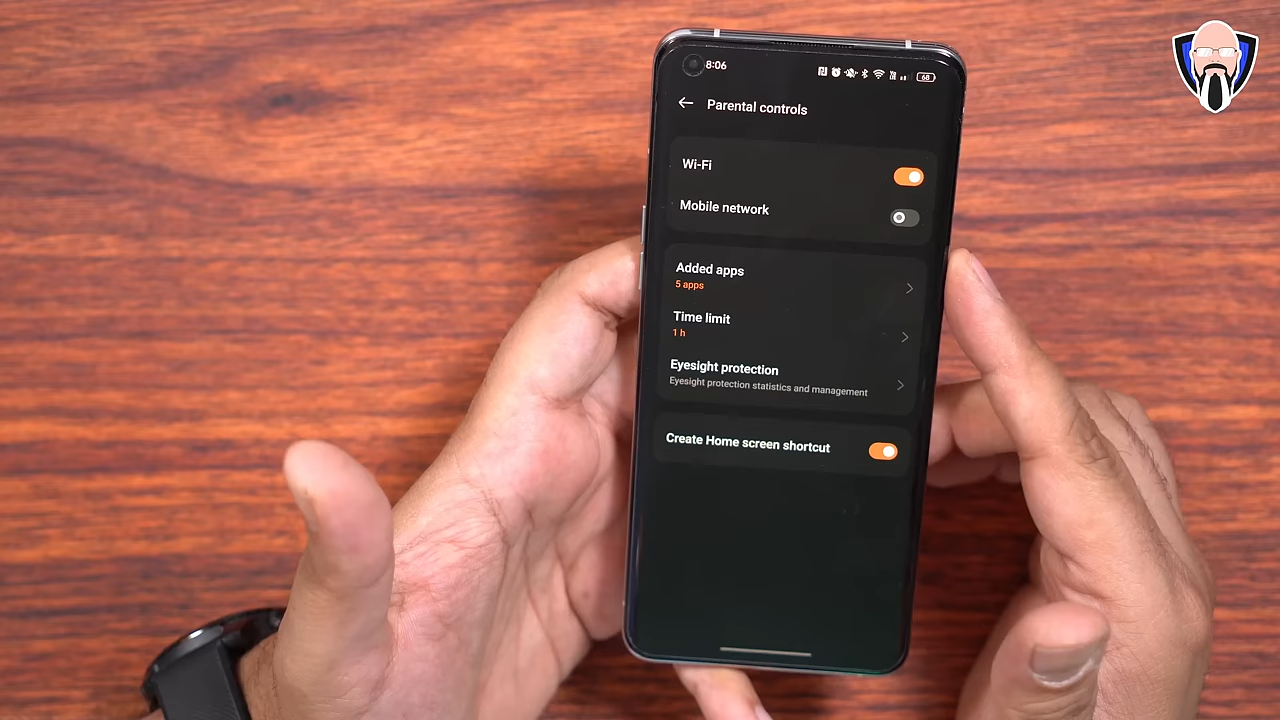 8:06
68
Parental controls
Wi-Fi
Mobile network
Added apps
5 apps
Time limit
1 h
Eyesight protection
Eyesight protection statistics and management
Create Home screen shortcut